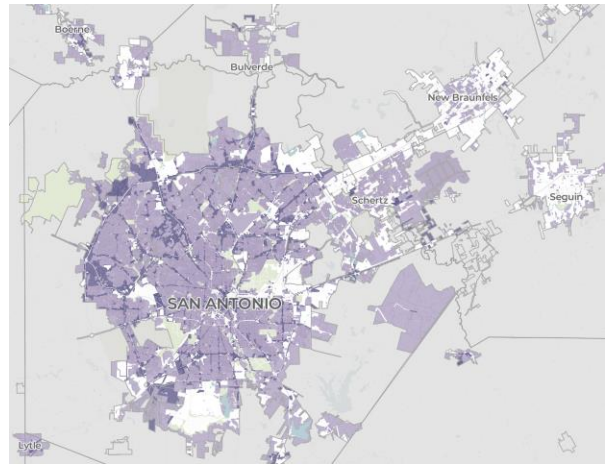 Boerne
Bulverde
New Braunfels
Schertz
Seguin
SAN ANTONIO
Lytle